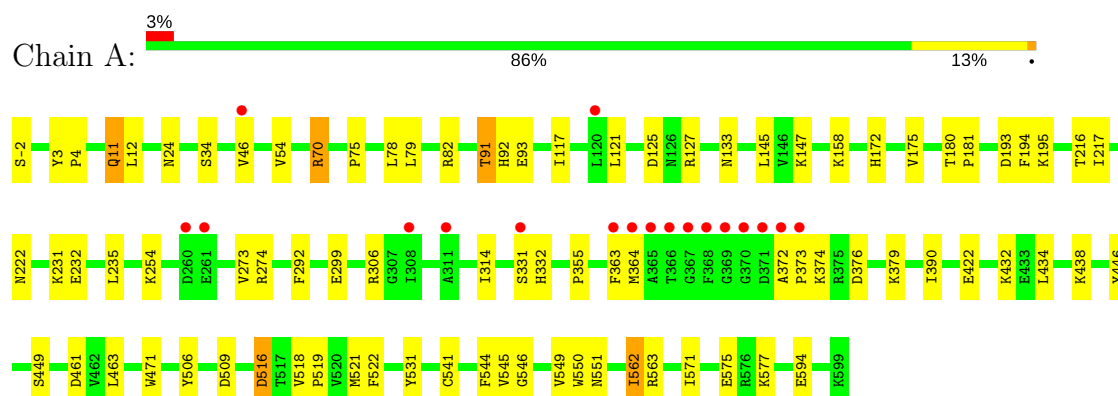 3%
Chain A:
86% 13% •
S-2 Y3 P4 Q11 L12 N24 S34 V46 V54 R70 P75 L78 L79 R82 T91 H92 E93 I117 L120 L121 D125 N126 R127 N133 L145 V146 K147 K158 H172 V175 T180 P181 D193 F194 K195 T216 I217
N222 K231 E232 L235 K254 D260 E261 V273 R274 F292 E299 R306 G307 I308 A311 I314 S331 H332 P355 F363 M364 A365 T366 G367 F368 G369 G370 D371 A372 P373 K374 R375 D376 K379 I390 E422 K432 E433 L434 K438 Y446
S449 D461 V462 L463 W471 Y506 D509 D516 T517 V518 P519 V520 M521 F522 Y531 C541 F544 V545 G546 V549 W550 N551 I562 R563 I571 E575 R576 K577 E594 K599